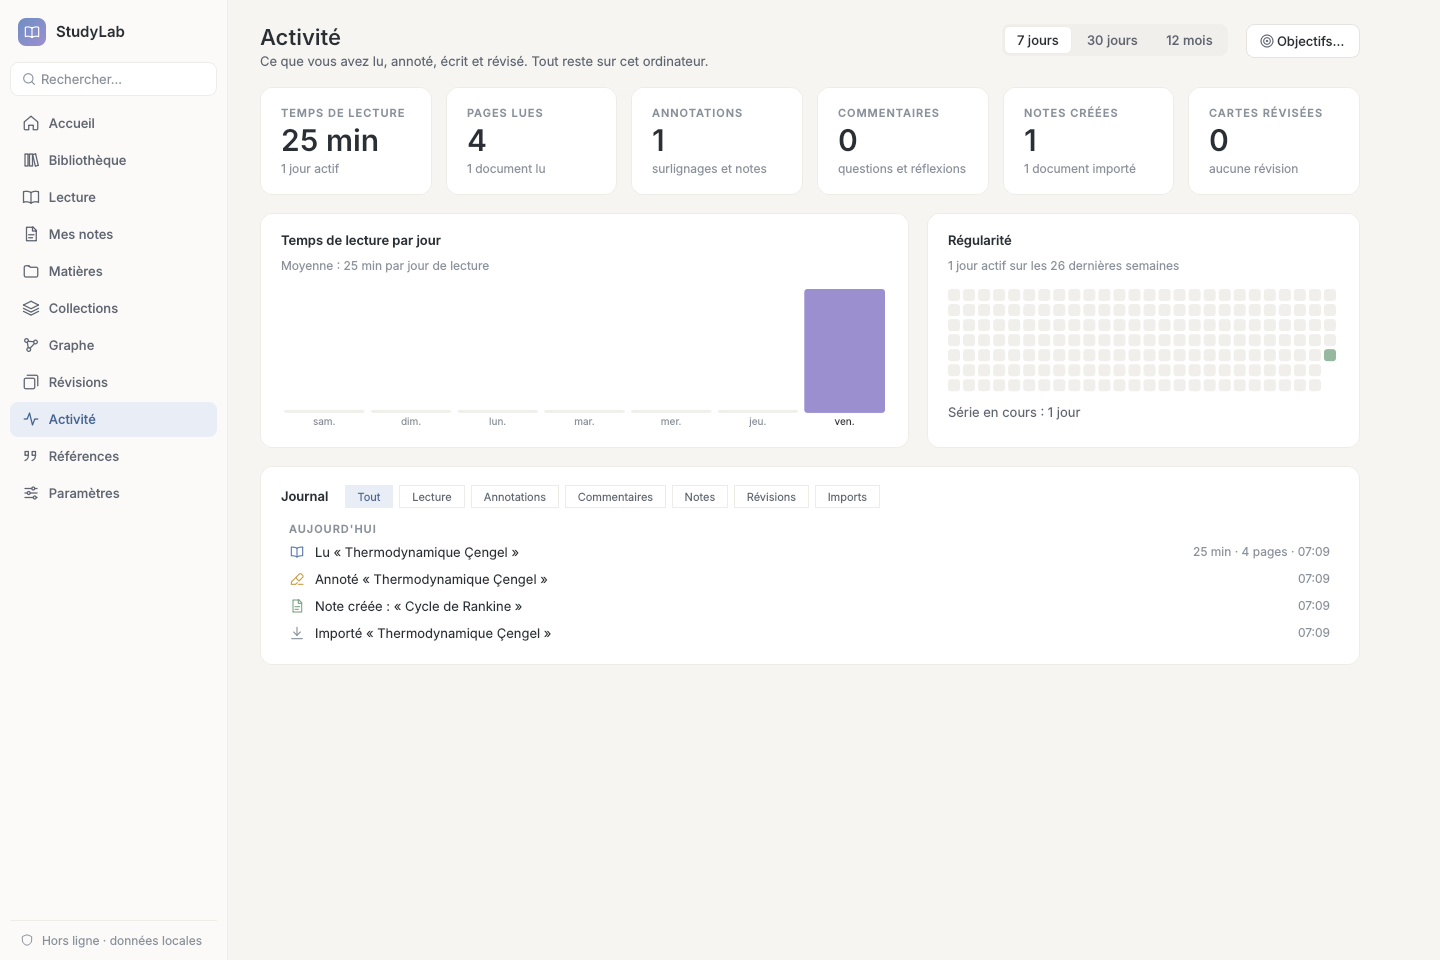 StudyLab
Rechercher...
Accueil
Bibliothèque
Lecture
Mes notes
Matières
Collections
Graphe
Révisions
Activité
Références
Paramètres
Hors ligne · données locales
Activité
Ce que vous avez lu, annoté, écrit et révisé. Tout reste sur cet ordinateur.
7 jours 30 jours 12 mois Objectifs...
TEMPS DE LECTURE
25 min
1 jour actif
PAGES LUES
4
1 document lu
ANNOTATIONS
1
surlignages et notes
COMMENTAIRES
0
questions et réflexions
NOTES CRÉÉES
1
1 document importé
CARTES RÉVISÉES
0
aucune révision
Temps de lecture par jour
Moyenne : 25 min par jour de lecture
sam. dim. lun. mar. mer. jeu. ven.
Régularité
1 jour actif sur les 26 dernières semaines
Série en cours : 1 jour
Journal Tout Lecture Annotations Commentaires Notes Révisions Imports
AUJOURD'HUI
Lu « Thermodynamique Çengel » 25 min · 4 pages · 07:09
Annoté « Thermodynamique Çengel » 07:09
Note créée : « Cycle de Rankine » 07:09
Importé « Thermodynamique Çengel » 07:09